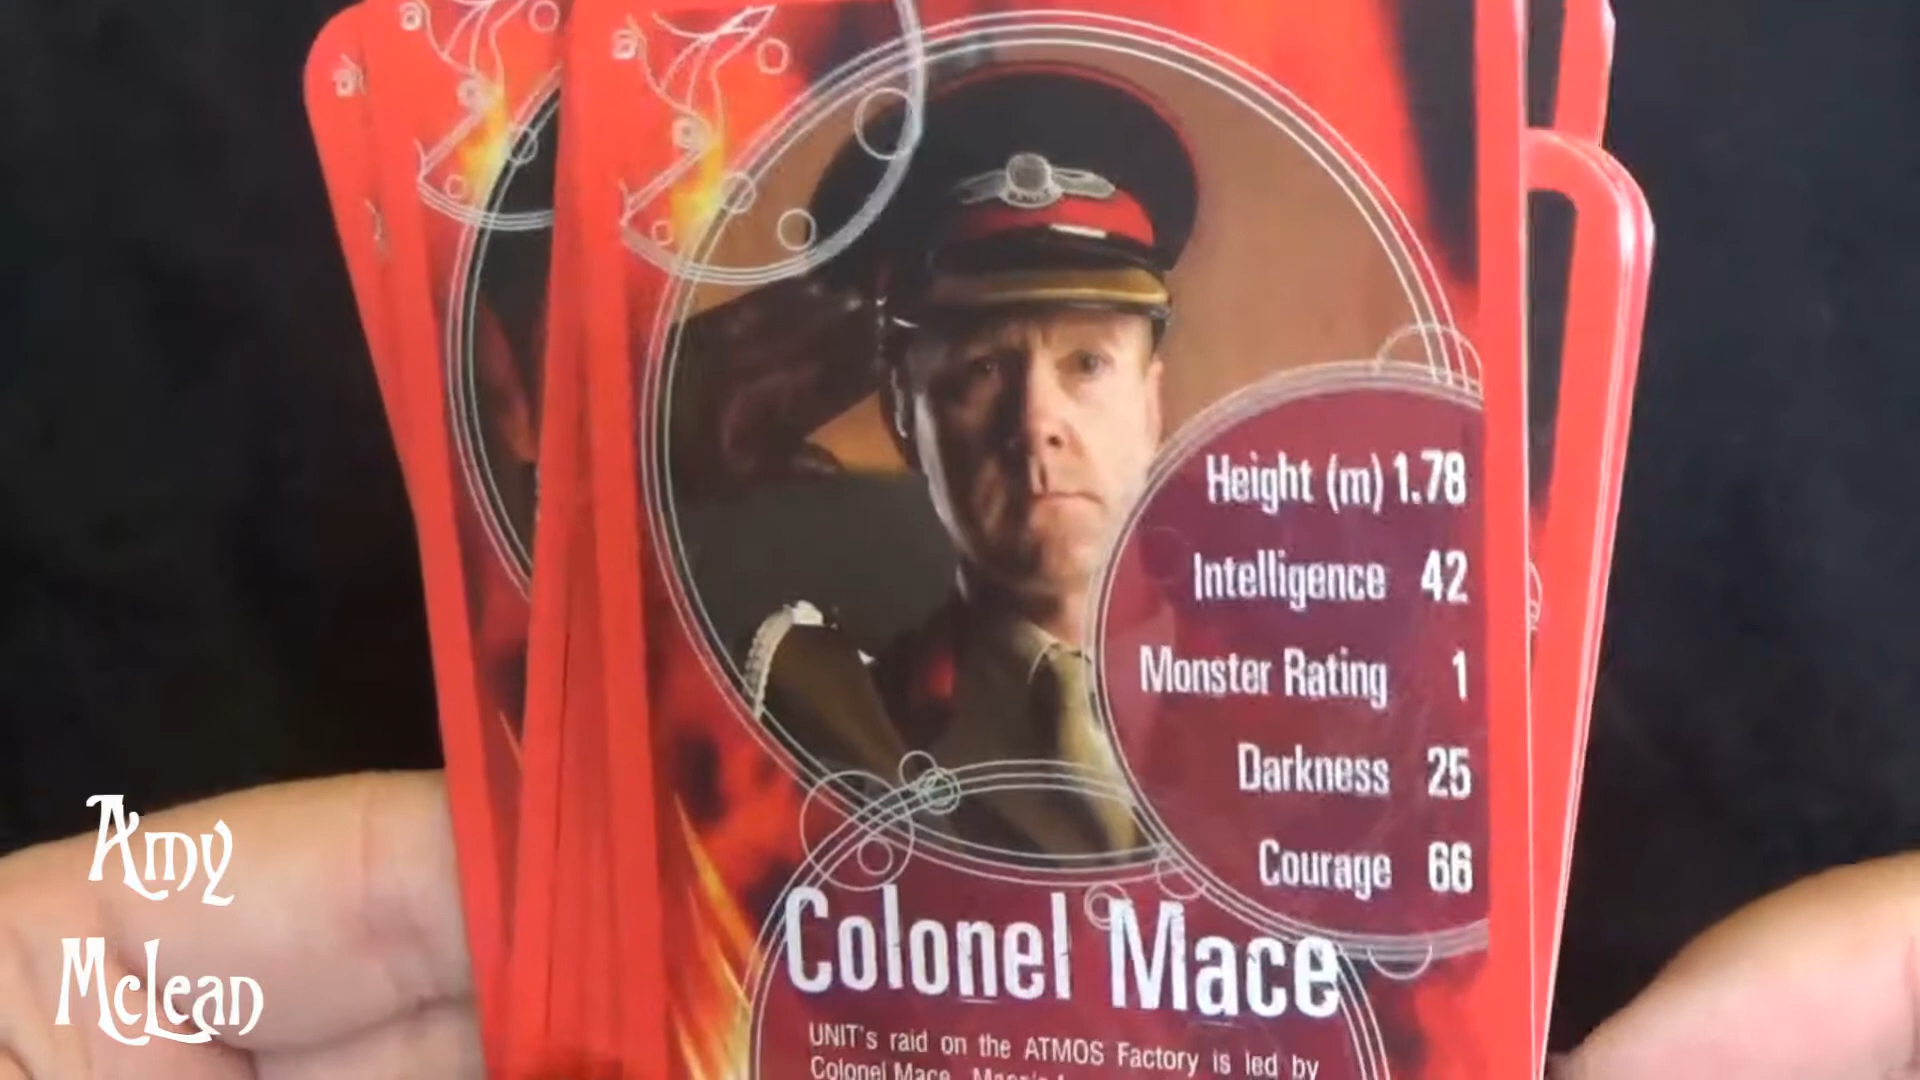 Height (m) 1.78
Intelligence 42
Monster Rating 1
Darkness 25
Courage 66
Colonel Mace
UNIT's raid on the ATMOS Factory is led by
Colonel Mace. Mace's
Amy
McLean